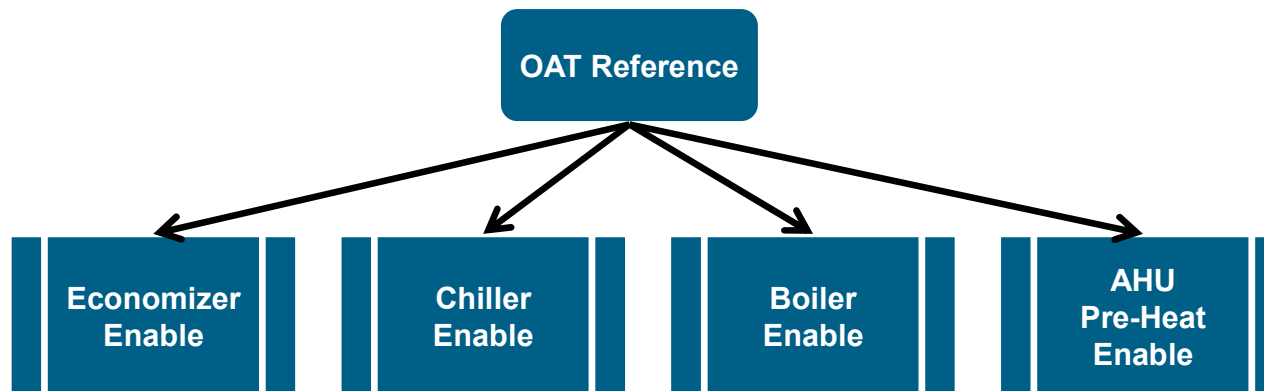 OAT Reference
Economizer
Enable
Chiller
Enable
Boiler
Enable
AHU
Pre-Heat
Enable